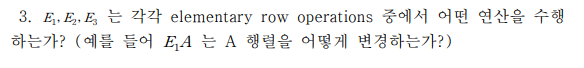 3. E₁, E₂, E₃ 는 각각 elementary row operations 중에서 어떤 연산을 수행
하는가? (예를 들어 E₁A 는 A 행렬을 어떻게 변경하는가?)